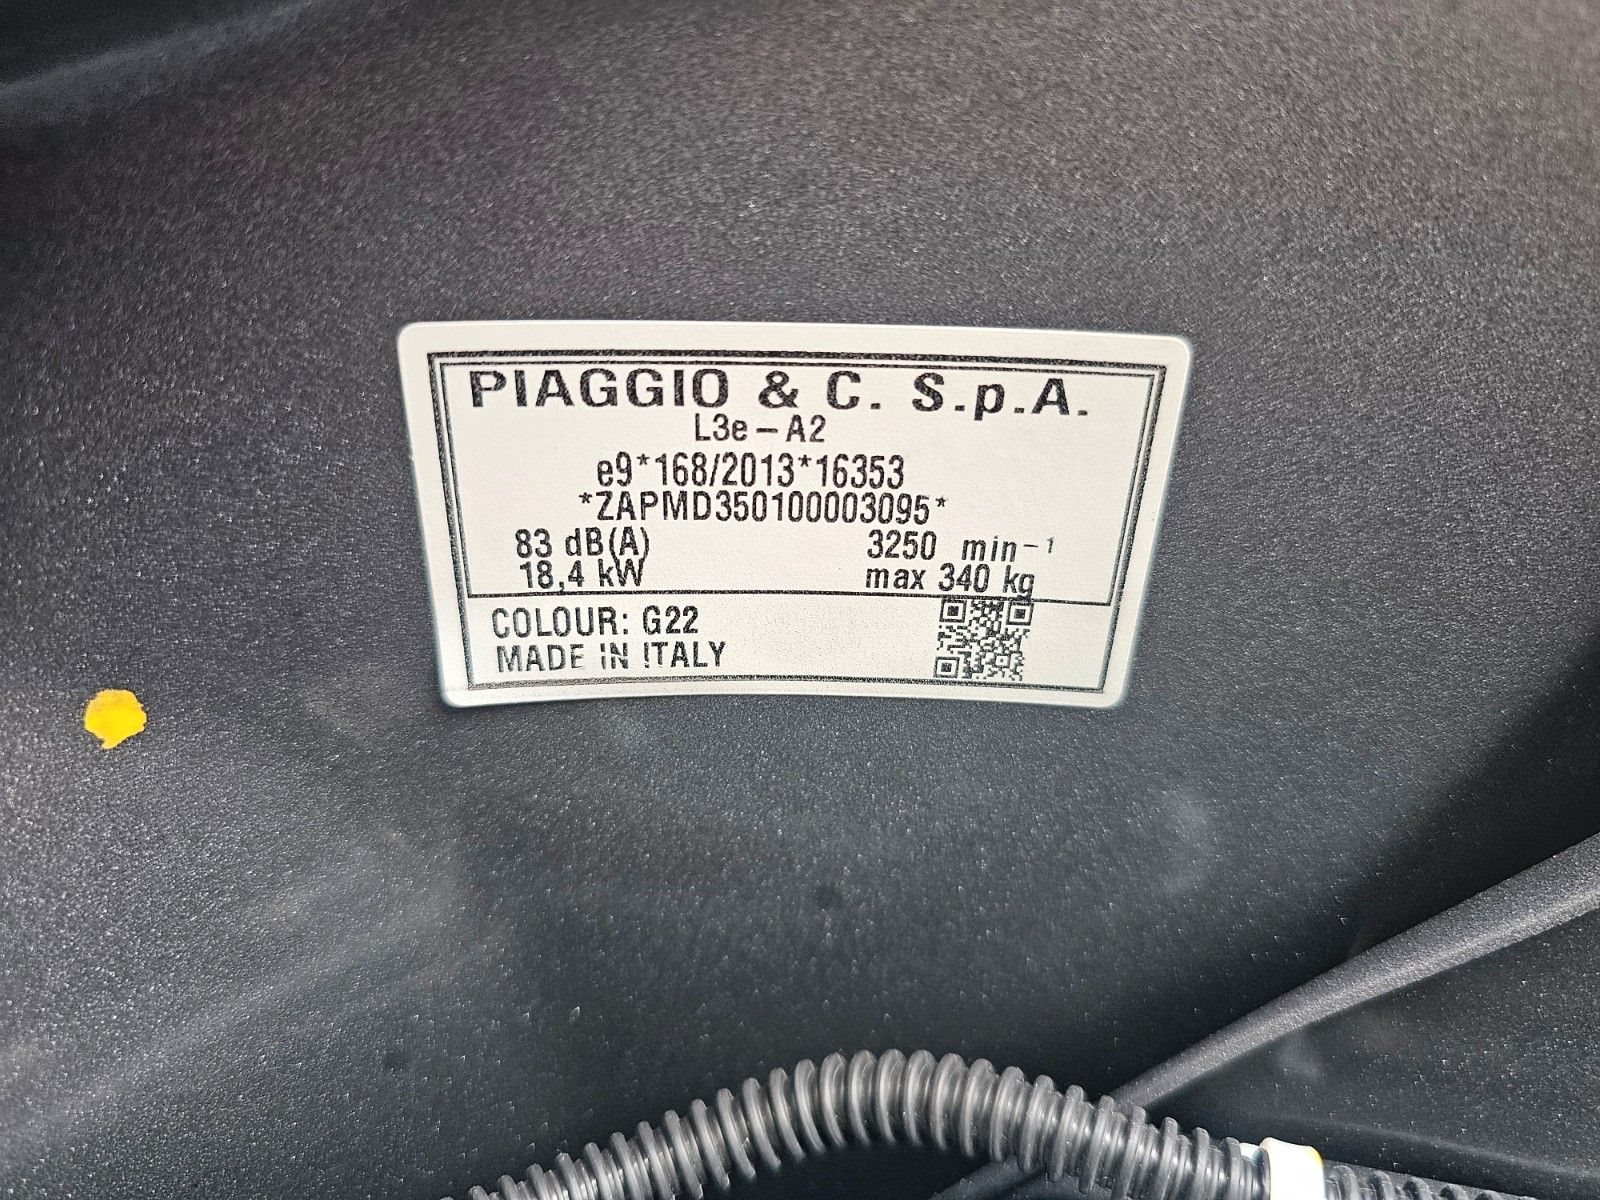 PIAGGIO & C. S.p.A.
L3e – A2
e9*168/2013*16353
*ZAPMD350100003095*
83 dB(A) 3250 min⁻¹
18,4 kW max 340 kg
COLOUR: G22
MADE IN ITALY